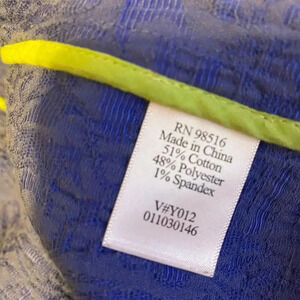 RN 98516
Made in China
51% Cotton
48% Polyester
1% Spandex
V#Y012
011030146